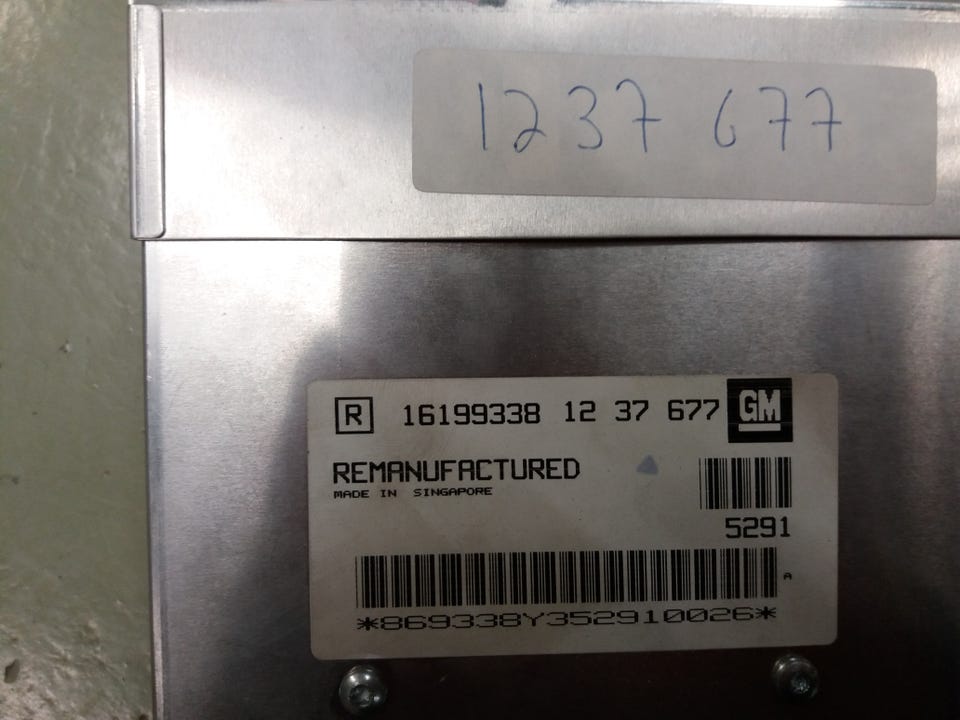 1237 677
R 16199338 12 37 677 GM
REMANUFACTURED
MADE IN SINGAPORE
5291
A
*869338Y352910026*